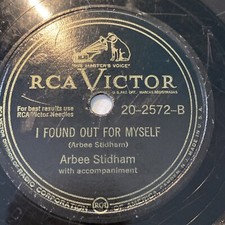 "HIS MASTER'S VOICE"
RCA VICTOR
For best results use
RCA Victor Needles
20-2572-B
I FOUND OUT FOR MYSELF
(Arbee Stidham)
Arbee Stidham
with accompaniment
RCA